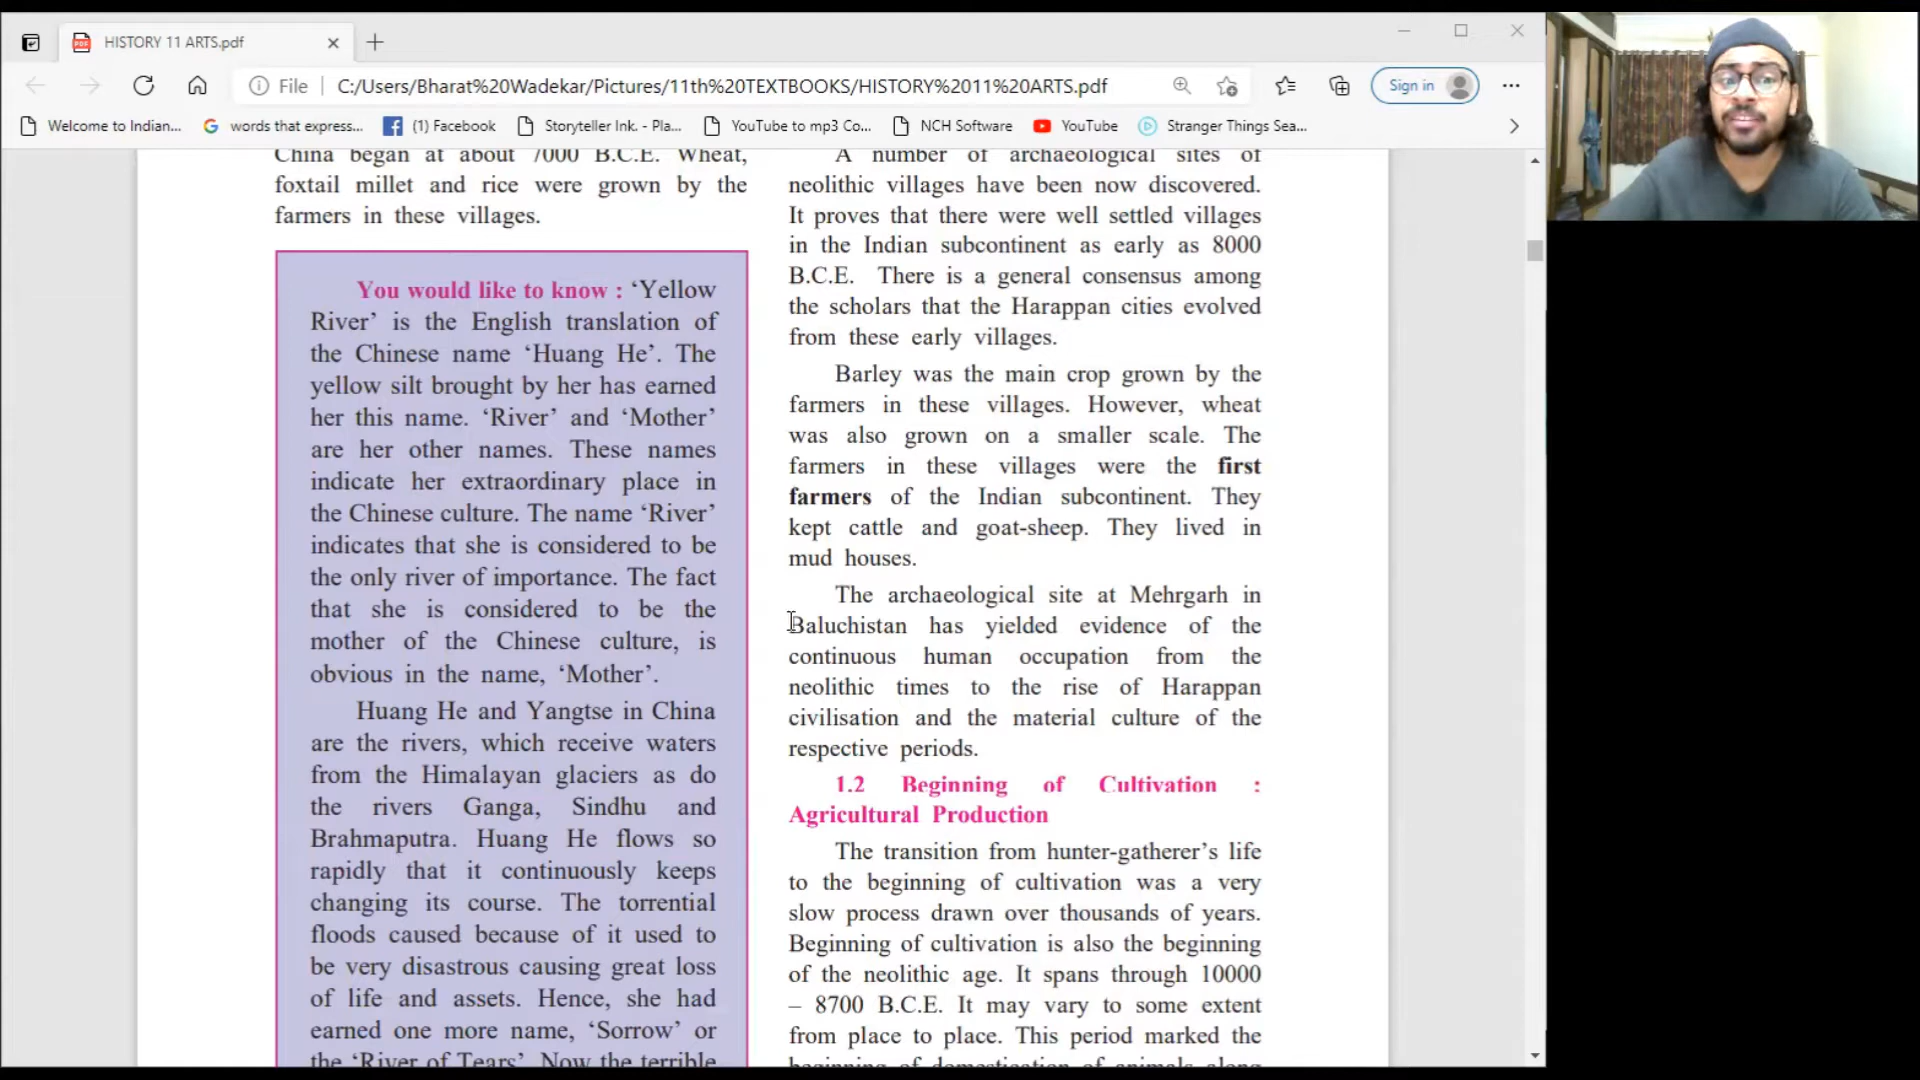 HISTORY 11 ARTS.pdf
File
C:/Users/Bharat%20Wadekar/Pictures/11th%20TEXTBOOKS/HISTORY%2011%20ARTS.pdf
Sign in
Welcome to Indian...
words that express...
(1) Facebook
Storyteller Ink. - Pla...
YouTube to mp3 Co...
NCH Software
YouTube
Stranger Things Sea...
China began at about 7000 B.C.E. Wheat,
foxtail millet and rice were grown by the
farmers in these villages.
You would like to know : ‘Yellow
River’ is the English translation of
the Chinese name ‘Huang He’. The
yellow silt brought by her has earned
her this name. ‘River’ and ‘Mother’
are her other names. These names
indicate her extraordinary place in
the Chinese culture. The name ‘River’
indicates that she is considered to be
the only river of importance. The fact
that she is considered to be the
mother of the Chinese culture, is
obvious in the name, ‘Mother’.
Huang He and Yangtse in China
are the rivers, which receive waters
from the Himalayan glaciers as do
the rivers Ganga, Sindhu and
Brahmaputra. Huang He flows so
rapidly that it continuously keeps
changing its course. The torrential
floods caused because of it used to
be very disastrous causing great loss
of life and assets. Hence, she had
earned one more name, ‘Sorrow’ or
the ‘River of Tears’. Now the terrible
A number of archaeological sites of
neolithic villages have been now discovered.
It proves that there were well settled villages
in the Indian subcontinent as early as 8000
B.C.E. There is a general consensus among
the scholars that the Harappan cities evolved
from these early villages.
Barley was the main crop grown by the
farmers in these villages. However, wheat
was also grown on a smaller scale. The
farmers in these villages were the first
farmers of the Indian subcontinent. They
kept cattle and goat-sheep. They lived in
mud houses.
The archaeological site at Mehrgarh in
Baluchistan has yielded evidence of the
continuous human occupation from the
neolithic times to the rise of Harappan
civilisation and the material culture of the
respective periods.
1.2 Beginning of Cultivation :
Agricultural Production
The transition from hunter-gatherer’s life
to the beginning of cultivation was a very
slow process drawn over thousands of years.
Beginning of cultivation is also the beginning
of the neolithic age. It spans through 10000
– 8700 B.C.E. It may vary to some extent
from place to place. This period marked the
beginning of domestication of animals along